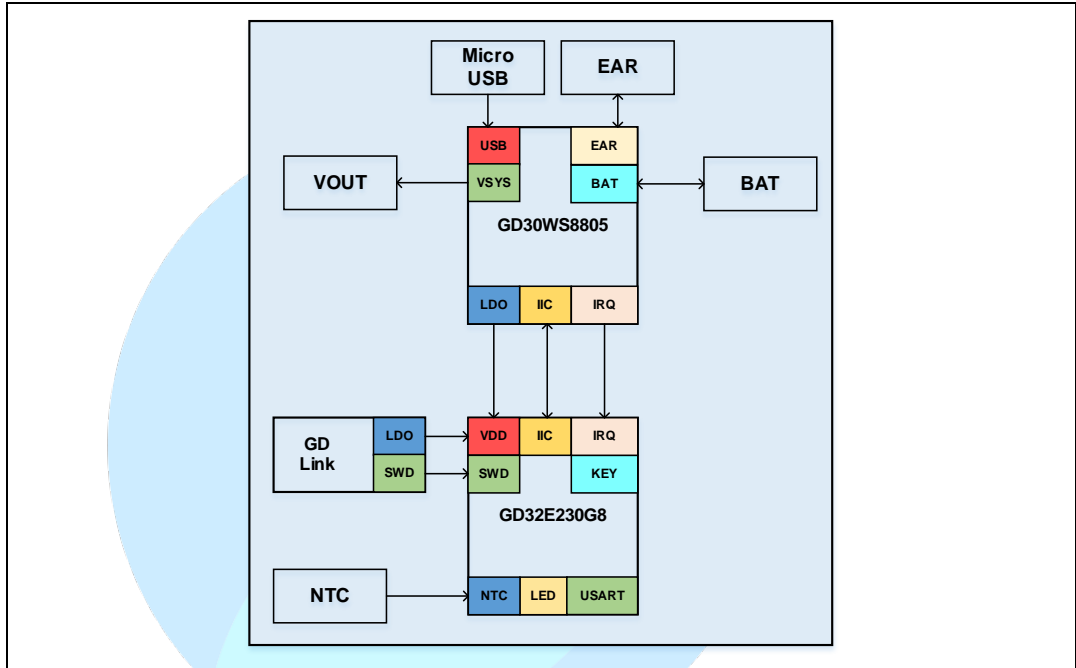 Micro
USB
EAR
USB
EAR
VOUT
VSYS
BAT
BAT
GD30WS8805
LDO
IIC
IRQ
GD
Link
LDO
SWD
VDD
IIC
IRQ
SWD
KEY
GD32E230G8
NTC
NTC
LED
USART